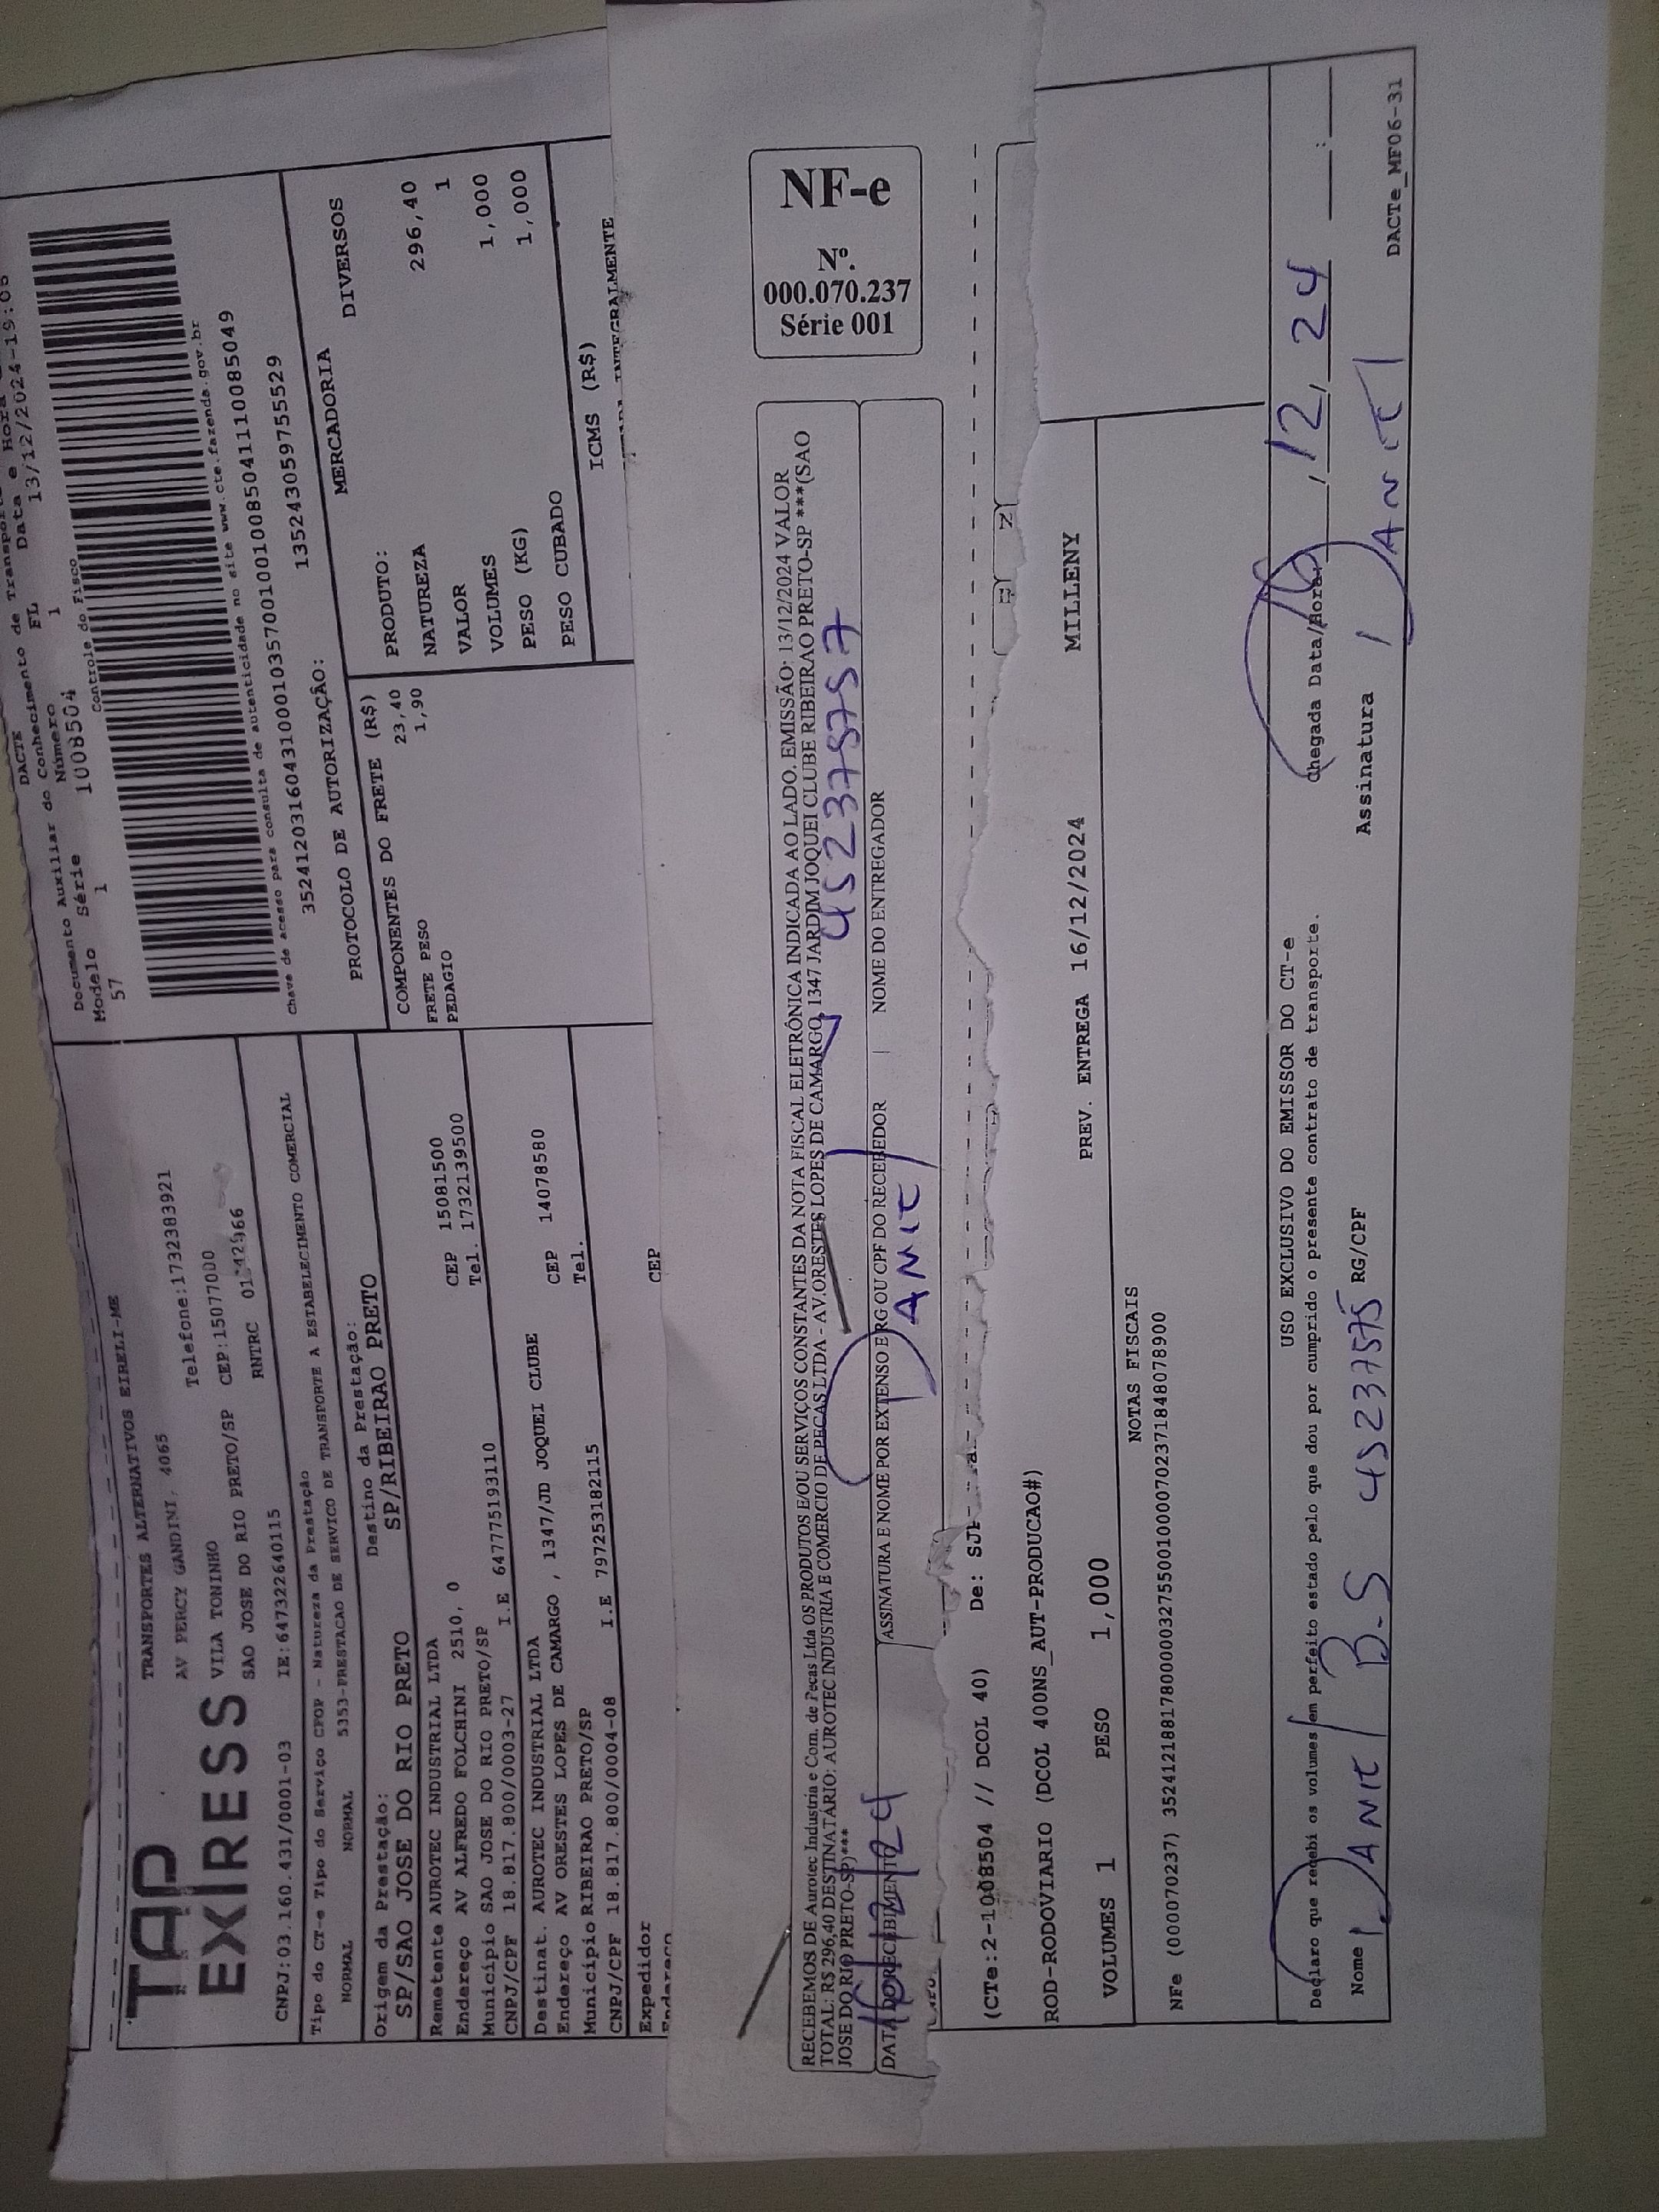 DACTE
Documento Auxiliar do Conhecimento de Transporte
Modelo Série Número FL Data e Hora
57 1 1008504 1 13/12/2024-19:08
Controle do Fisco
TAP
EXPRESS
TRANSPORTES ALTERNATIVOS EIRELI-ME
AV PERCY GANDINI, 4065
Telefone:1732383921
VILA TONINHO
SAO JOSE DO RIO PRETO/SP CEP:15077000
CNPJ:03.160.431/0001-03 IE:647322640115 RNTRC
Chave de acesso para consulta de autenticidade no site www.cte.fazenda.gov.br
35241203160431000103570010010085041110085049
PROTOCOLO DE AUTORIZAÇÃO: 135243059755529
Tipo do CT-e Tipo do Serviço CFOP - Natureza da Prestação
NORMAL NORMAL 5353-PRESTACAO DE SERVICO DE TRANSPORTE A ESTABELECIMENTO COMERCIAL
Origem da Prestação: Destino da Prestação:
SP/SAO JOSE DO RIO PRETO SP/RIBEIRAO PRETO
Remetente AUROTEC INDUSTRIAL LTDA
Endereço AV ALFREDO FOLCHINI 2510, 0 CEP 15081500
Município SAO JOSE DO RIO PRETO/SP Tel. 1732139500
CNPJ/CPF 18.817.800/0003-27 I.E 647775193110
Destinat. AUROTEC INDUSTRIAL LTDA
Endereço AV ORESTES LOPES DE CAMARGO , 1347/JD JOQUEI CLUBE CEP 14078580
Município RIBEIRAO PRETO/SP Tel.
CNPJ/CPF 18.817.800/0004-08 I.E 797253182115
Expedidor
Endereço CEP
COMPONENTES DO FRETE (R$)
FRETE PESO 23,40
PEDAGIO 1,90
MERCADORIA
PRODUTO: DIVERSOS
NATUREZA
VALOR 296,40
VOLUMES 1
PESO (KG) 1,000
PESO CUBADO 1,000
ICMS (R$)
INTEGRALMENTE
RECEBEMOS DE Aurotec Industria e Com. de Pecas Ltda OS PRODUTOS E/OU SERVIÇOS CONSTANTES DA NOTA FISCAL ELETRÔNICA INDICADA AO LADO. EMISSÃO: 13/12/2024 VALOR
TOTAL: R$ 296,40 DESTINATÁRIO: AUROTEC INDUSTRIA E COMERCIO DE PECAS LTDA - AV.ORESTES LOPES DE CAMARGO, 1347 JARDIM JOQUEI CLUBE RIBEIRAO PRETO-SP ***(SAO
JOSE DO RIO PRETO-SP)***
DATA DO RECEBIMENTO ASSINATURA E NOME POR EXTENSO E RG OU CPF DO RECEBEDOR NOME DO ENTREGADOR
16/12/24
452375757
NF-e
Nº.
000.070.237
Série 001
(CTe:2-1008504 // DCOL 40) De: SJP
ROD-RODOVIARIO (DCOL 400NS_AUT-PRODUCAO#)
VOLUMES 1 PESO 1,000 PREV. ENTREGA 16/12/2024 MILLENY
NOTAS FISCAIS
NFe (000070237) 35241218817800000327550010000702371848078900
USO EXCLUSIVO DO EMISSOR DO CT-e
Declaro que recebi os volumes em perfeito estado pelo que dou por cumprido o presente contrato de transporte.
Chegada Data/Hora: 16/12/24
Nome B.S 45237575 RG/CPF Assinatura
DACTe_MF06-31